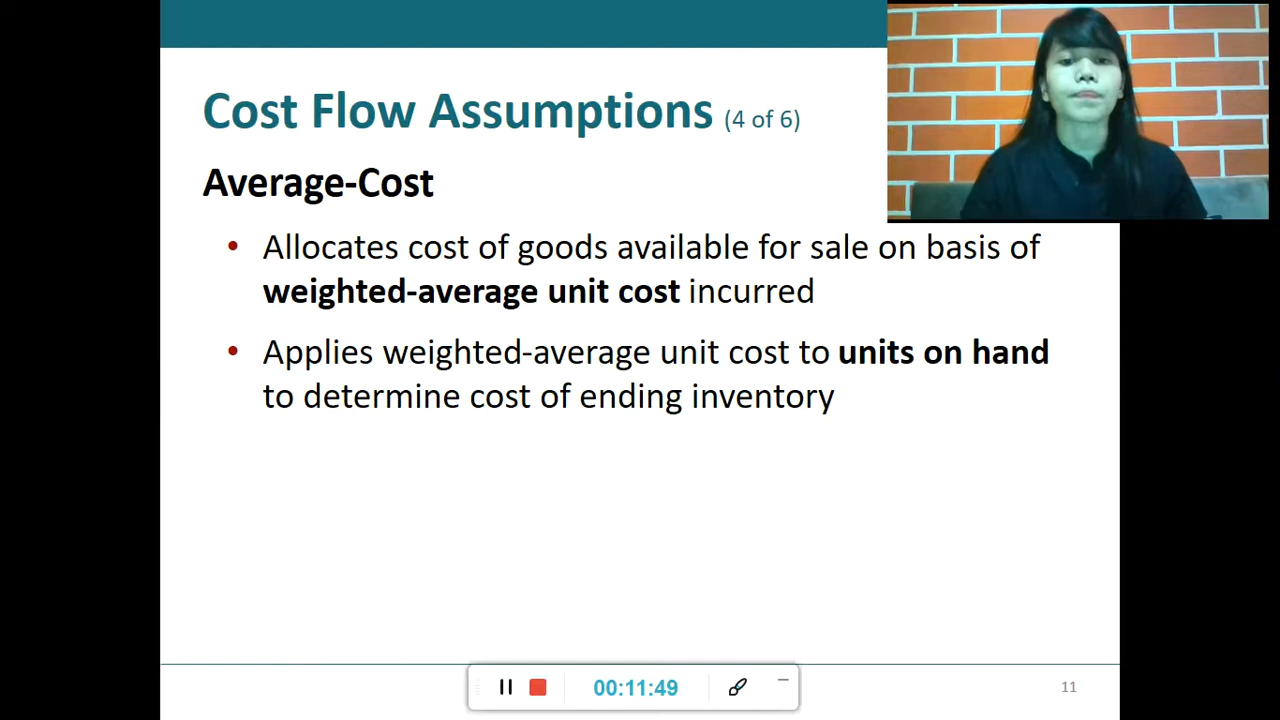 Cost Flow Assumptions (4 of 6)
Average-Cost
• Allocates cost of goods available for sale on basis of
weighted-average unit cost incurred
• Applies weighted-average unit cost to units on hand
to determine cost of ending inventory
00:11:49
11